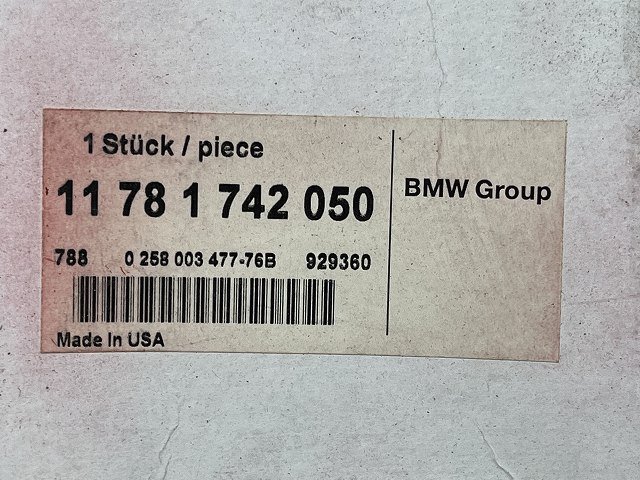 1 Stück / piece
11 78 1 742 050
BMW Group
788 0 258 003 477-76B 929360
Made In USA